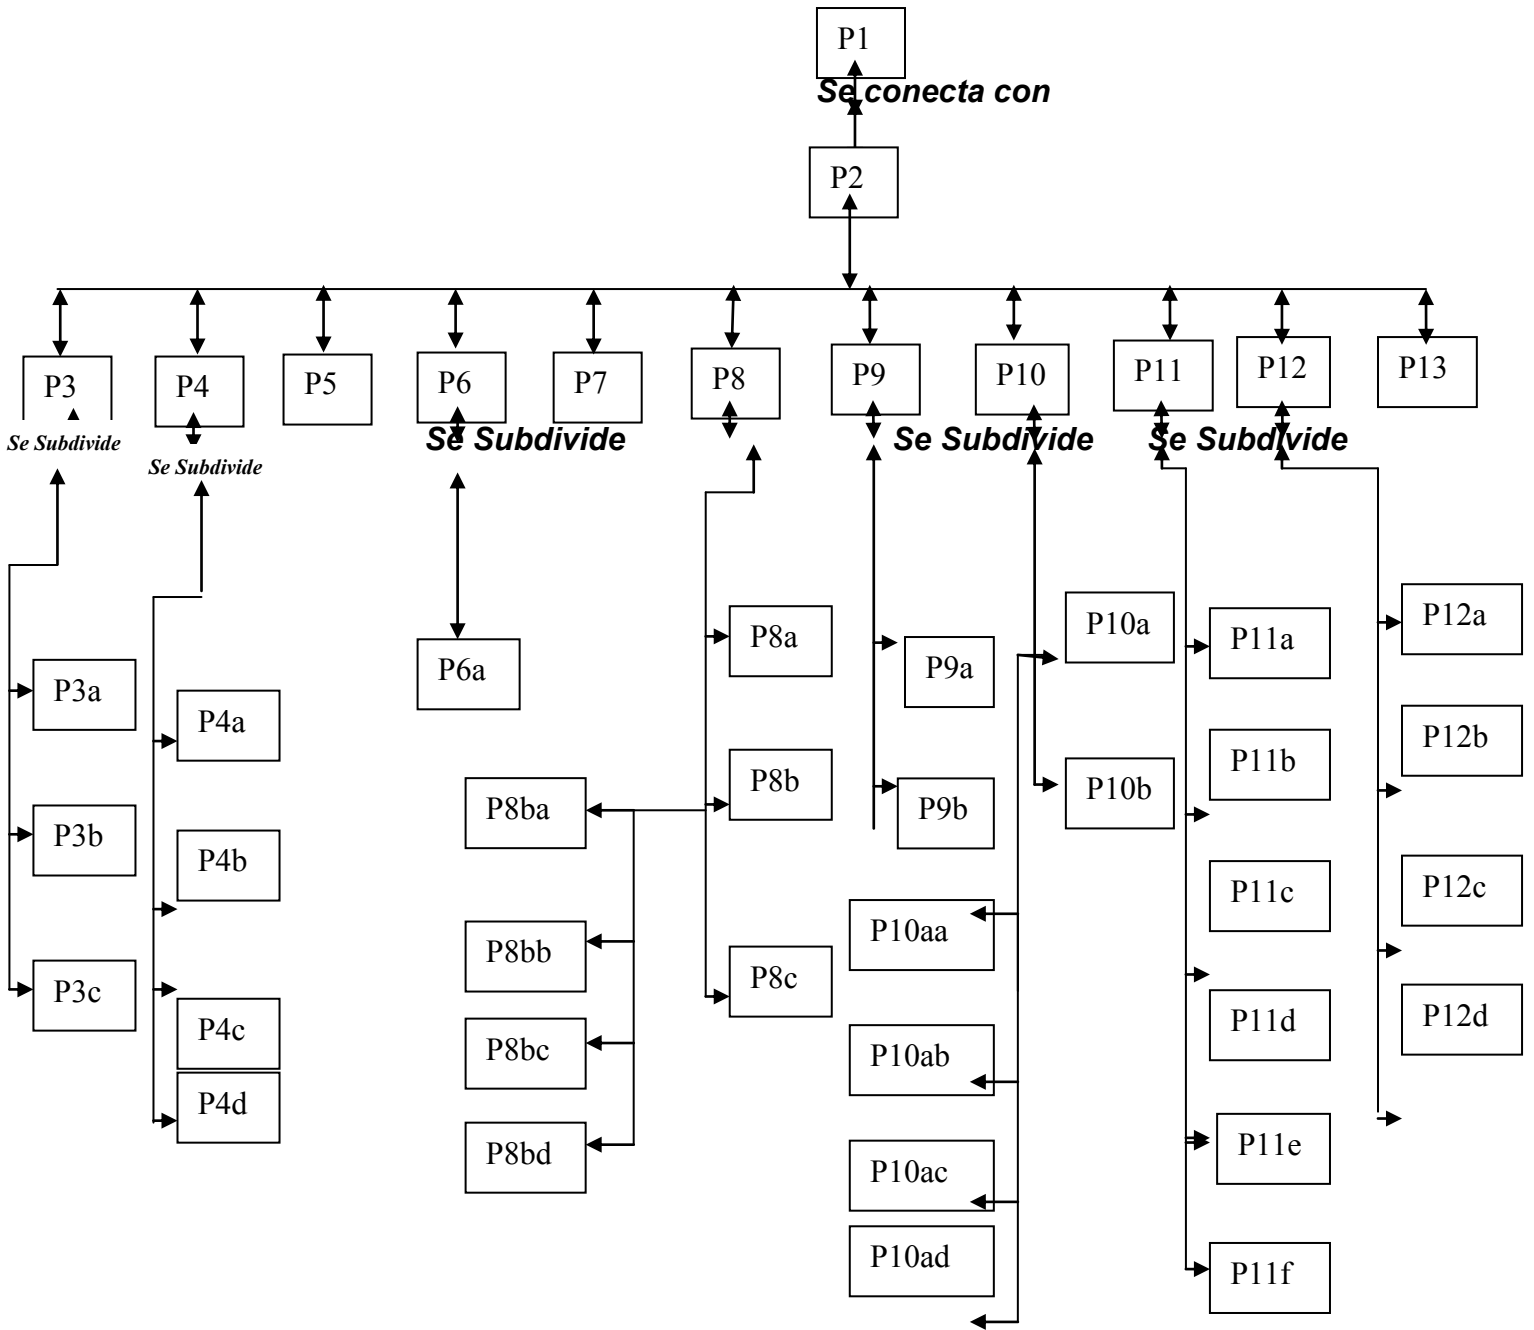 P1
Se conecta con
P2
P3
P4
P5
P6
P7
P8
P9
P10
P11
P12
P13
Se Subdivide
Se Subdivide
Se Subdivide
Se Subdivide
Se Subdivide
P3a
P3b
P3c
P4a
P4b
P4c
P4d
P6a
P8a
P8b
P8c
P8ba
P8bb
P8bc
P8bd
P9a
P9b
P10a
P10b
P10aa
P10ab
P10ac
P10ad
P11a
P11b
P11c
P11d
P11e
P11f
P12a
P12b
P12c
P12d